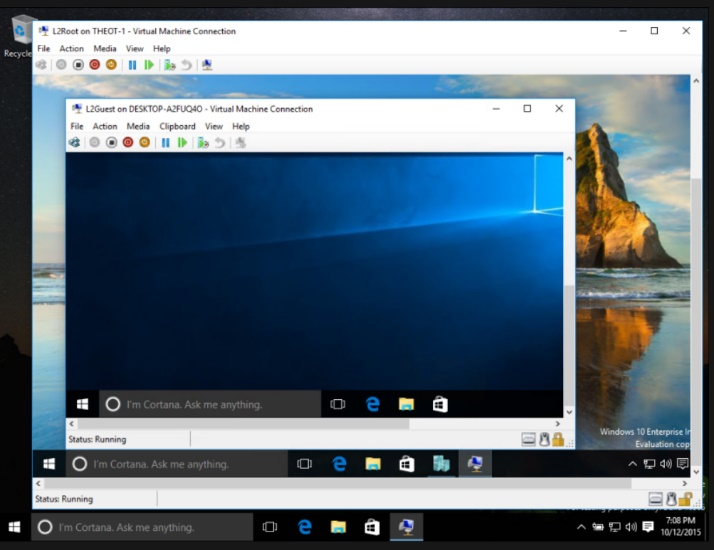 Recycle
L2Root on THEOT-1 - Virtual Machine Connection
File Action Media View Help
L2Guest on DESKTOP-A2FUQ4O - Virtual Machine Connection
File Action Media Clipboard View Help
I'm Cortana. Ask me anything.
Status: Running
Windows 10 Enterprise In
Evaluation cop
I'm Cortana. Ask me anything.
Status: Running
I'm Cortana. Ask me anything.
7:08 PM
10/12/2015